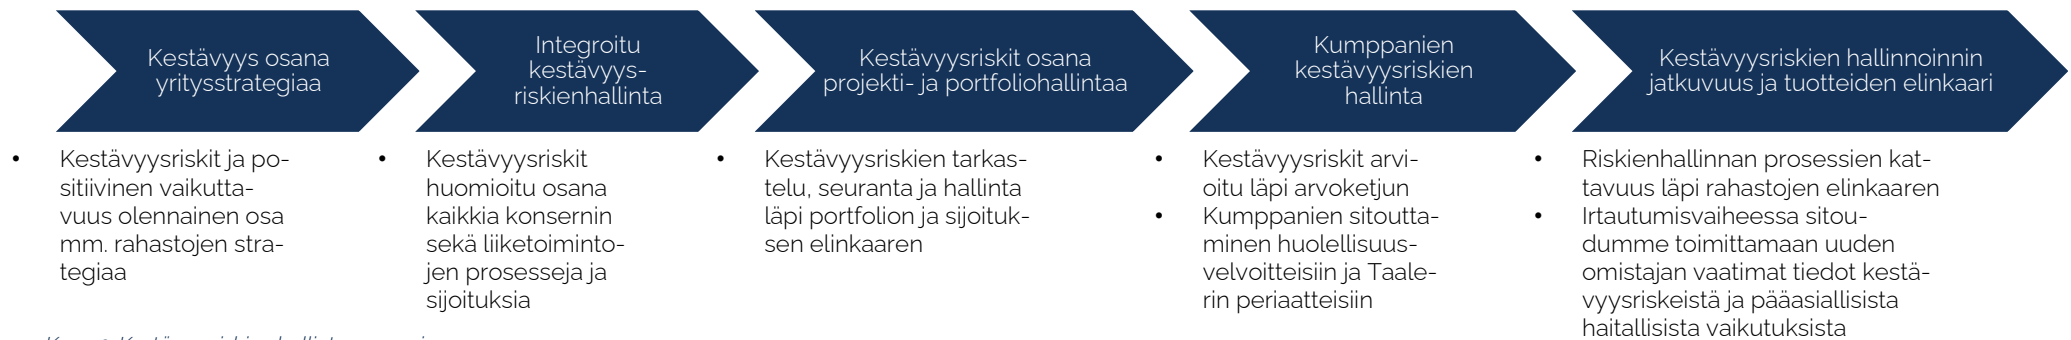 Kestävyys osana
yritysstrategiaa
Integroitu
kestävyys-
riskienhallinta
Kestävyysriskit osana
projekti- ja portfoliohallintaa
Kumppanien
kestävyysriskien
hallinta
Kestävyysriskien hallinnoinnin
jatkuvuus ja tuotteiden elinkaari
• Kestävyysriskit ja po-
sitiivinen vaikutta-
vuus olennainen osa
mm. rahastojen stra-
tegiaa
• Kestävyysriskit
huomioitu osana
kaikkia konsernin
sekä liiketoiminto-
jen prosesseja ja
sijoituksia
• Kestävyysriskien tarkas-
telu, seuranta ja hallinta
läpi portfolion ja sijoituk-
sen elinkaaren
• Kestävyysriskit arvi-
oitu läpi arvoketjun
• Kumppanien sitoutta-
minen huolellisuus-
velvoitteisiin ja Taale-
rin periaatteisiin
• Riskienhallinnan prosessien kat-
tavuus läpi rahastojen elinkaaren
• Irtautumisvaiheessa sitou-
dumme toimittamaan uuden
omistajan vaatimat tiedot kestä-
vyysriskeistä ja pääasiallisista
haitallisista vaikutuksista